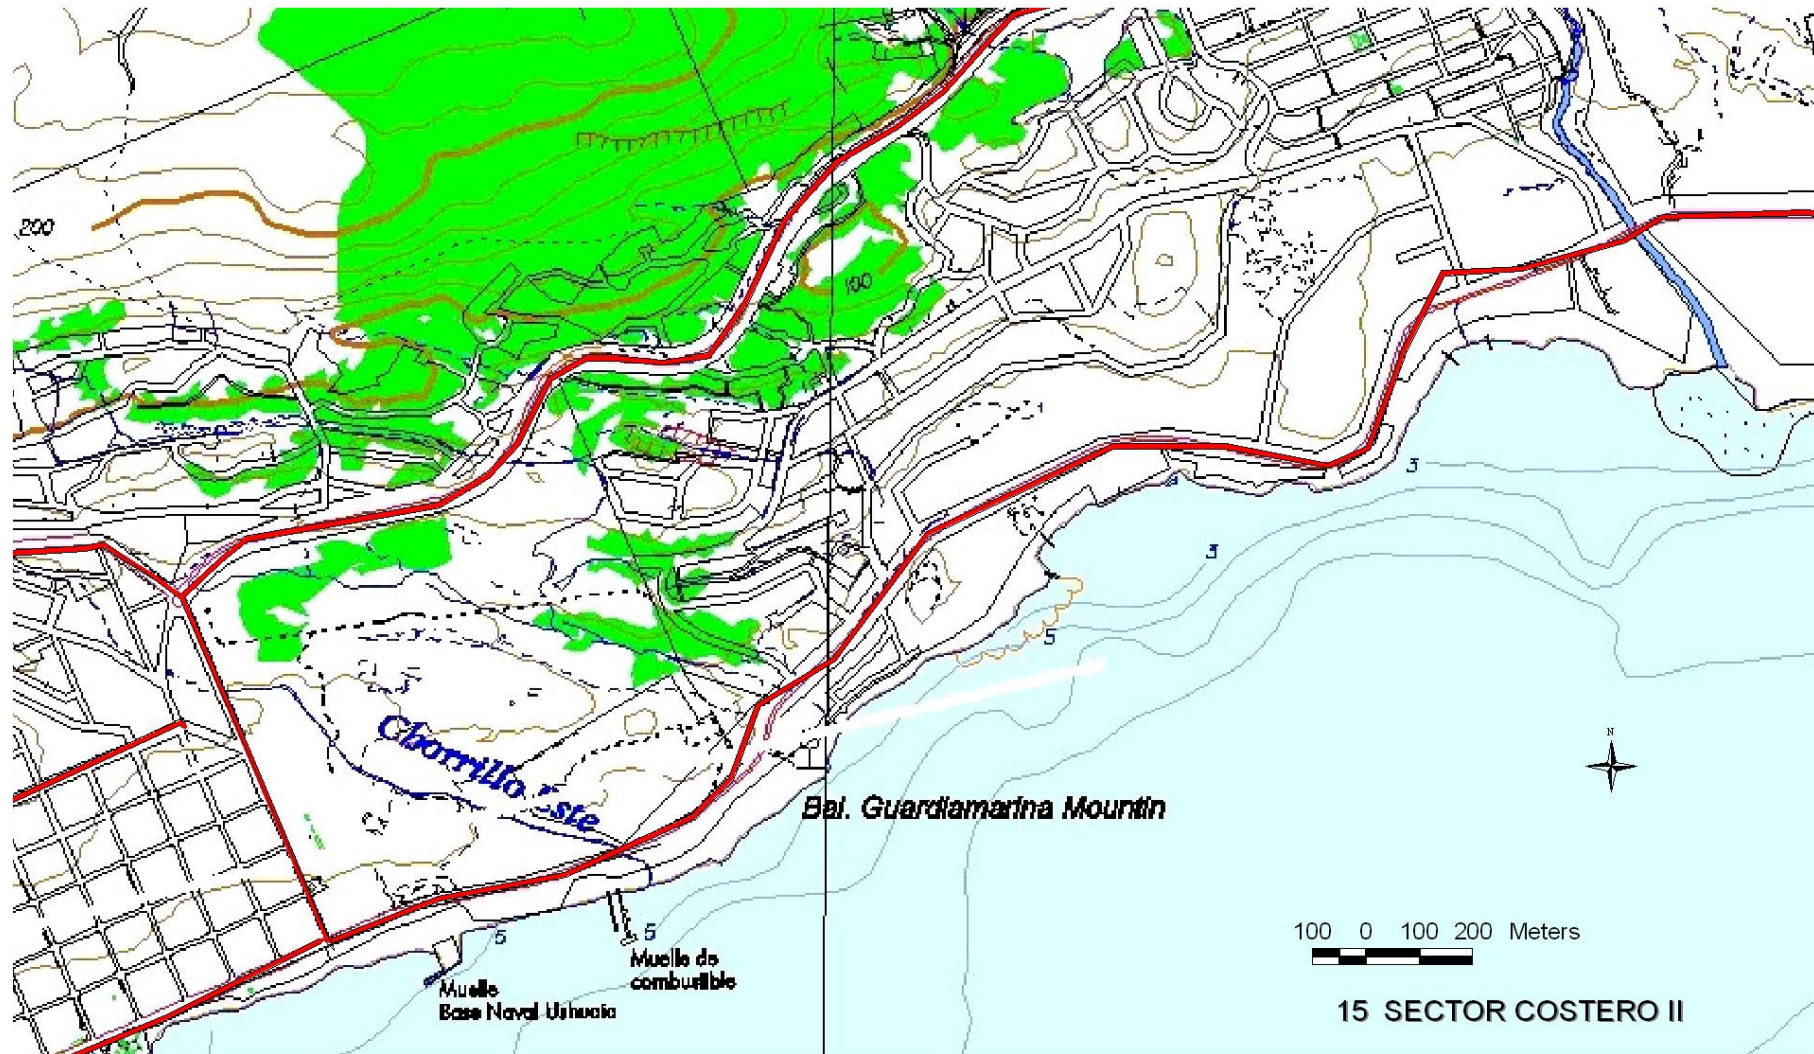 200
100
3
3
5
Chorrillo Este
Bal. Guardiamarina Mountin
N
5
5
Muelle de
combustible
Muelle
Base Naval Ushuaia
100 0 100 200 Meters
15 SECTOR COSTERO II